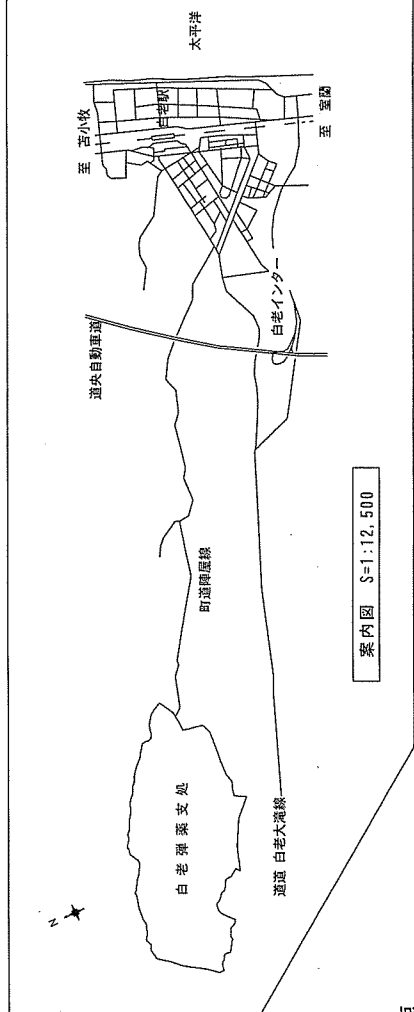 太平洋
至 苫小牧
白老駅
至 室蘭
道央自動車道
白老インター
町道陣屋線
案内図 S=1:12,500
白老弾薬支処
道道 白老大滝線
N